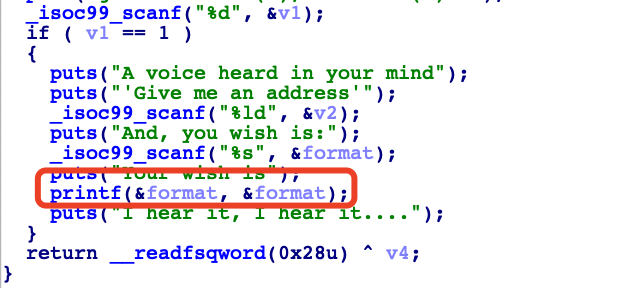 _isoc99_scanf("%d", &v1);
if ( v1 == 1 )
{
puts("A voice heard in your mind");
puts("'Give me an address'");
_isoc99_scanf("%ld", &v2);
puts("And, you wish is:");
_isoc99_scanf("%s", &format);
puts("Your wish is");
printf(&format, &format);
puts("I hear it, I hear it....");
}
return __readfsqword(0x28u) ^ v4;
}